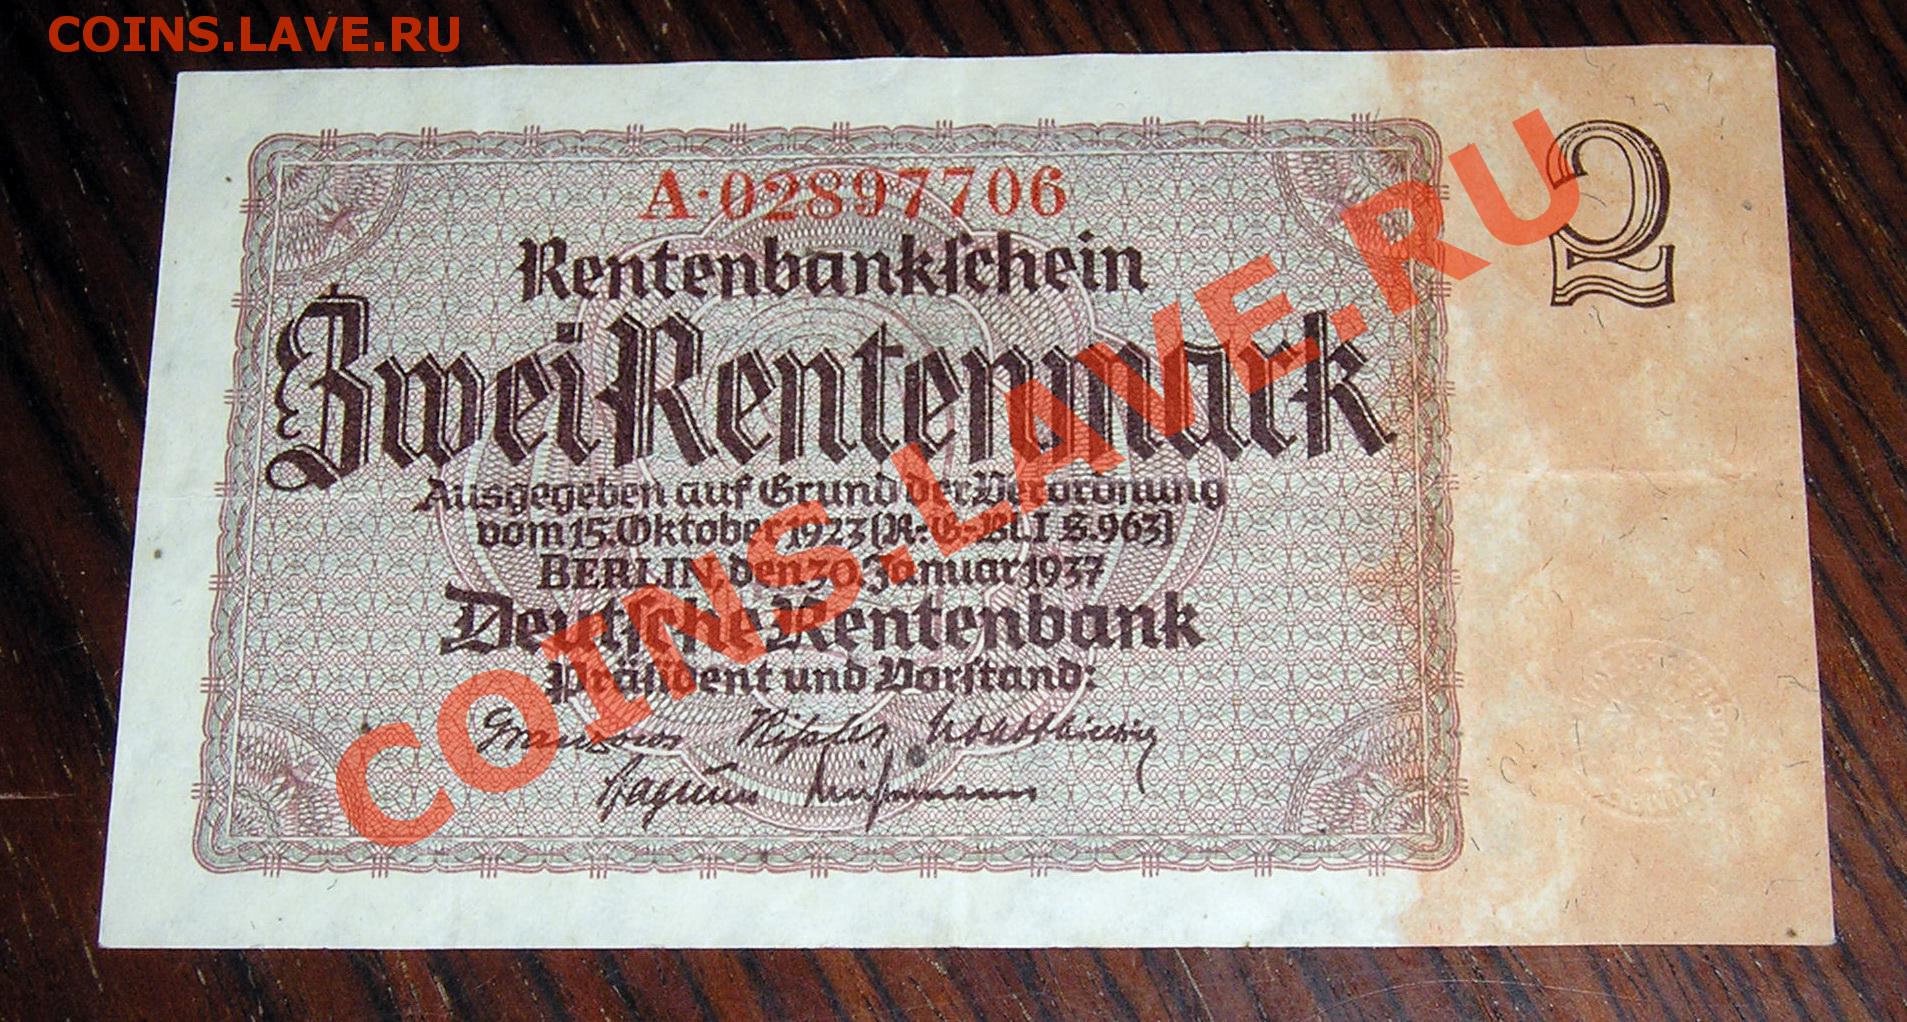 COINS.LAVE.RU
A·02897706
2
Rentenbankschein
Zwei Rentenmark
Ausgegeben auf Grund der Verordnung
vom 15. Oktober 1923 (R.-G.-Bl. I S. 963)
BERLIN, den 30. Januar 1937
Deutsche Rentenbank
Präsident und Vorstand:
COINS.LAVE.RU